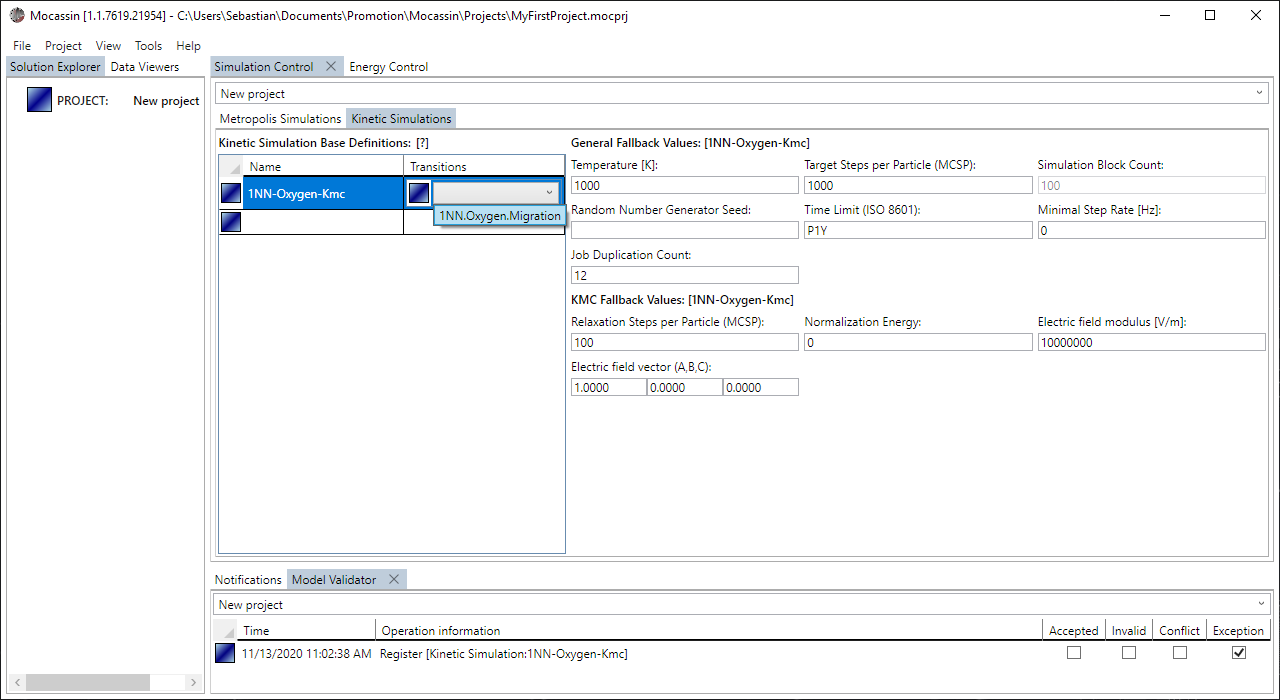 Mocassin [1.1.7619.21954] - C:\Users\Sebastian\Documents\Promotion\Mocassin\Projects\MyFirstProject.mocprj
File Project View Tools Help
Solution Explorer Data Viewers
PROJECT: New project
Simulation Control Energy Control
New project
Metropolis Simulations Kinetic Simulations
Kinetic Simulation Base Definitions: [?]
Name Transitions
1NN-Oxygen-Kmc
1NN.Oxygen.Migration
General Fallback Values: [1NN-Oxygen-Kmc]
Temperature [K]: Target Steps per Particle (MCSP): Simulation Block Count:
1000 1000 100
Random Number Generator Seed: Time Limit (ISO 8601): Minimal Step Rate [Hz]:
P1Y 0
Job Duplication Count:
12
KMC Fallback Values: [1NN-Oxygen-Kmc]
Relaxation Steps per Particle (MCSP): Normalization Energy: Electric field modulus [V/m]:
100 0 10000000
Electric field vector (A,B,C):
1.0000 0.0000 0.0000
Notifications Model Validator
New project
Time Operation information Accepted Invalid Conflict Exception
11/13/2020 11:02:38 AM Register [Kinetic Simulation:1NN-Oxygen-Kmc]